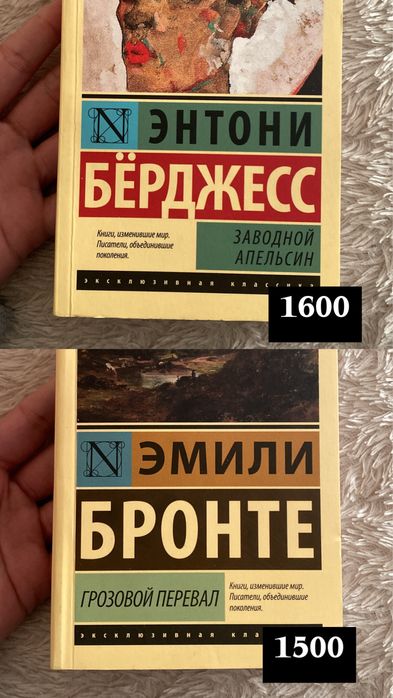 N ЭНТОНИ
БЁРДЖЕСС
Книги, изменившие мир.
Писатели, объединившие
поколения.
ЗАВОДНОЙ
АПЕЛЬСИН
эксклюзивная классика
1600
N ЭМИЛИ
БРОНТЕ
ГРОЗОВОЙ ПЕРЕВАЛ
Книги, изменившие мир.
Писатели, объединившие
поколения.
эксклюзивная
1500